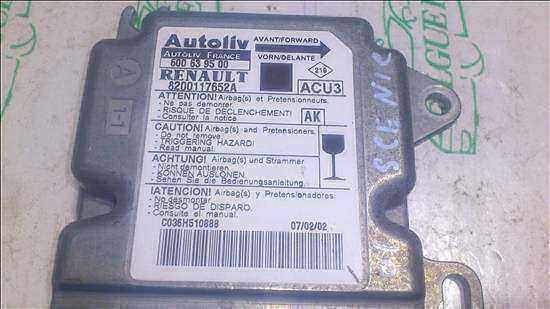 Autoliv
AVANT/FORWARD
AUTOLIV FRANCE
VORN/DELANTE
600 63 95 00
RENAULT
216
ACU3
8200117652A
ATTENTION! Airbag(s) et Pretensionneurs.
- Ne pas demonter.
- RISQUE DE DECLENCHEMENT!
- Consulter la notice
AK
CAUTION! Airbag(s) and Pretensioners.
- Do not remove
- TRIGGERING HAZARD!
- Read manual.
ACHTUNG! Airbag(s) und Strammer
- Nicht demontieren
- KONNEN AUSLONEN.
- Sehen Sie die Bedienungsanleitung.
IATENCION! Airbag(s) y Pretensionadores.
- No desmontar
- RIESGO DE DISPARO.
- Consulte el manual.
C036H510888
07/02/02
SCENIC